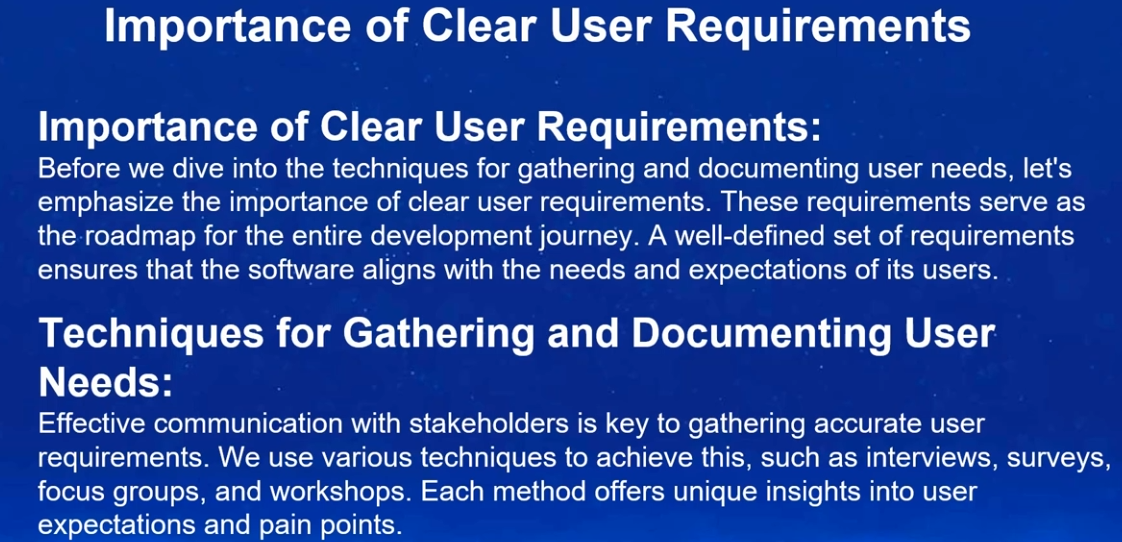 Importance of Clear User Requirements
Importance of Clear User Requirements:
Before we dive into the techniques for gathering and documenting user needs, let's
emphasize the importance of clear user requirements. These requirements serve as
the roadmap for the entire development journey. A well-defined set of requirements
ensures that the software aligns with the needs and expectations of its users.
Techniques for Gathering and Documenting User
Needs:
Effective communication with stakeholders is key to gathering accurate user
requirements. We use various techniques to achieve this, such as interviews, surveys,
focus groups, and workshops. Each method offers unique insights into user
expectations and pain points.